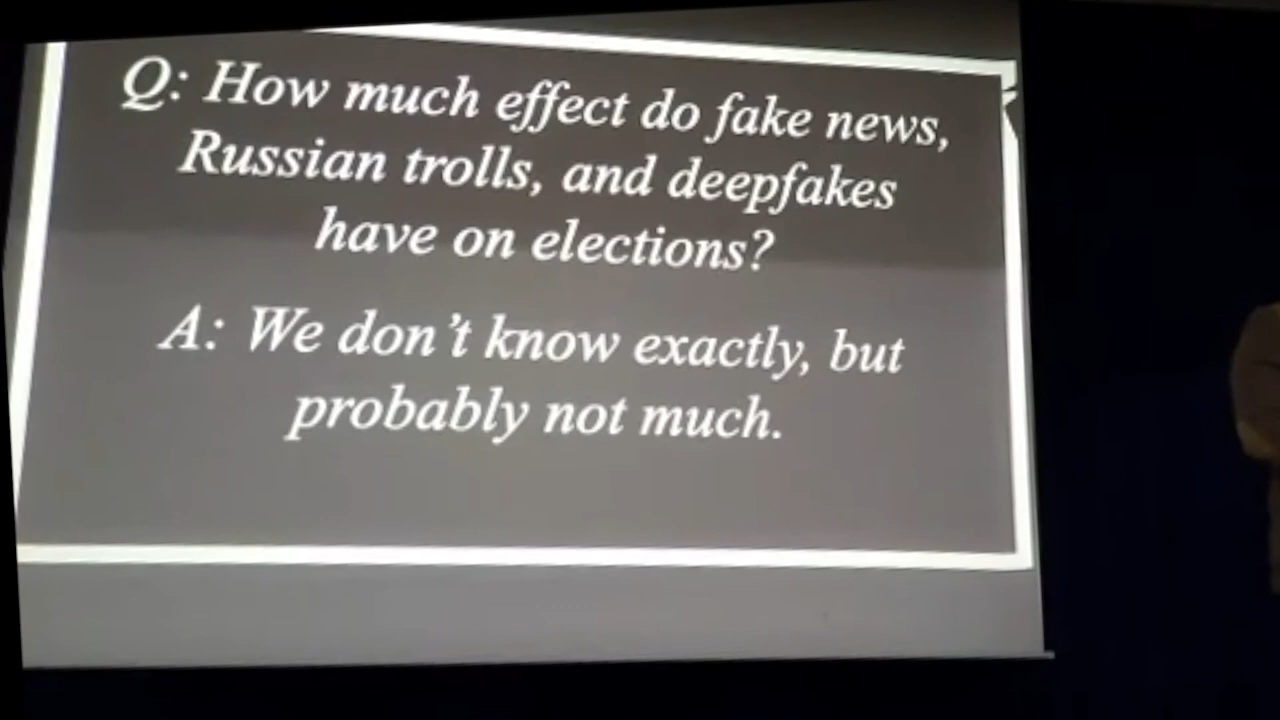 Q: How much effect do fake news,
Russian trolls, and deepfakes
have on elections?
A: We don't know exactly, but
probably not much.